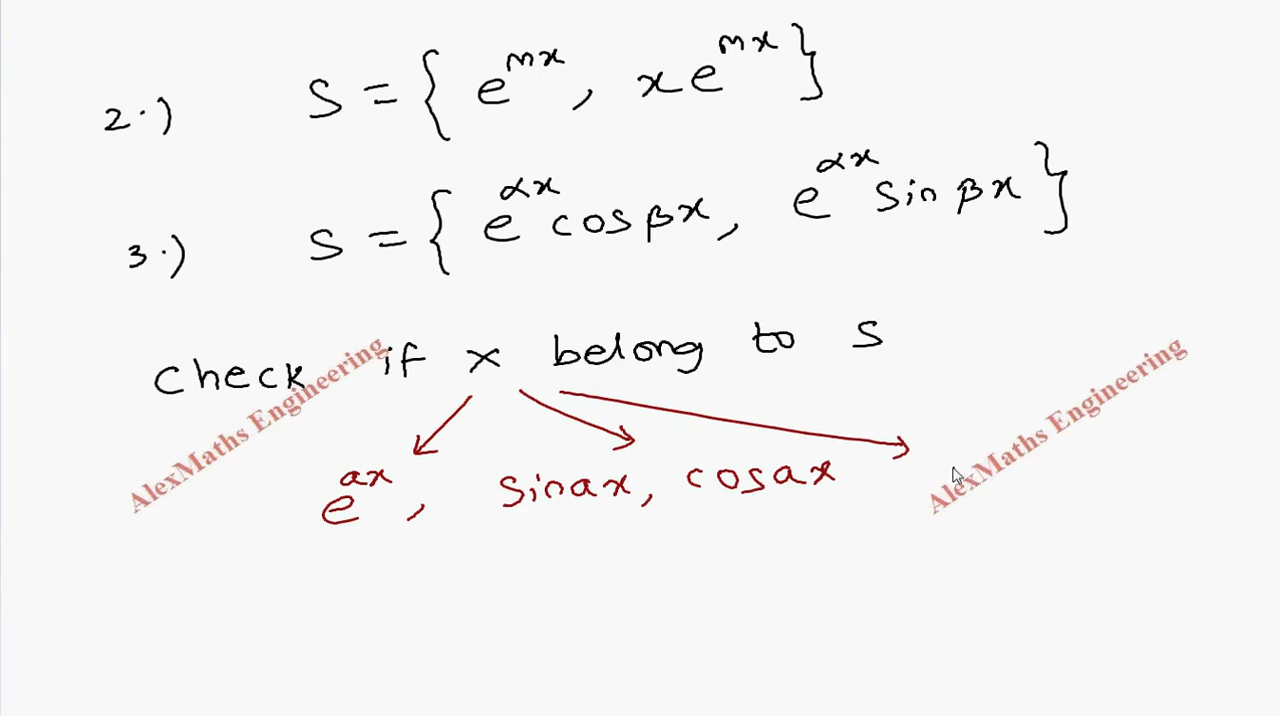 2.) S = { e^{mx}, xe^{mx} }
3.) S = { e^{αx} cosβx, e^{αx} sinβx }
check if x belong to S
e^{ax}, sinax, cosax
AlexMaths Engineering
AlexMaths Engineering